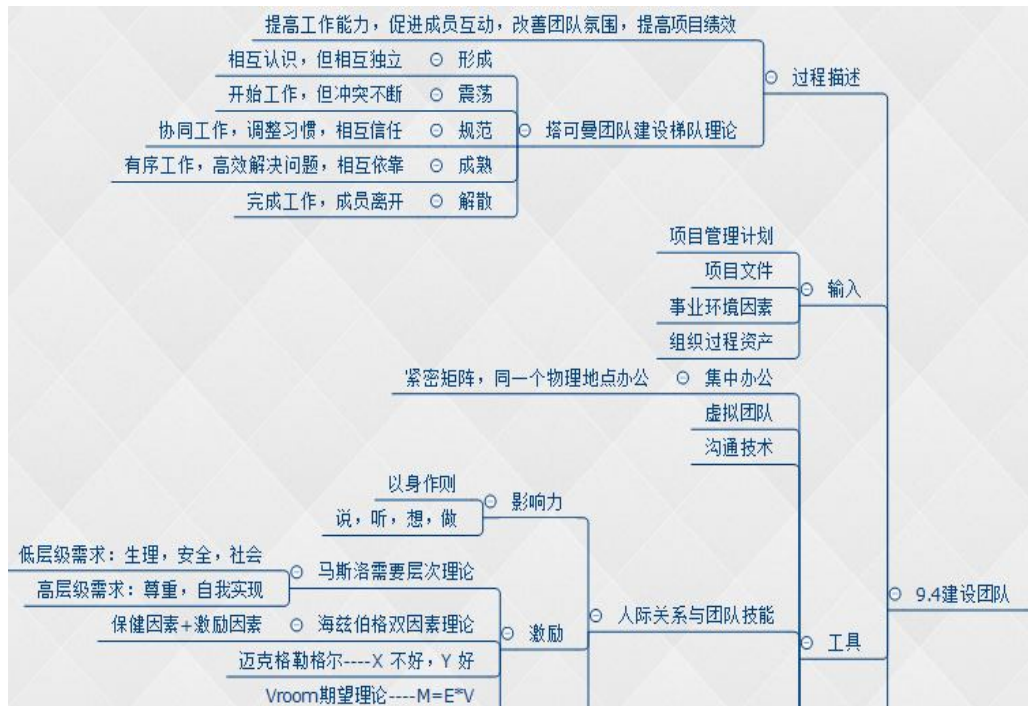 提高工作能力，促进成员互动，改善团队氛围，提高项目绩效
过程描述
相互认识，但相互独立 形成
开始工作，但冲突不断 震荡
协同工作，调整习惯，相互信任 规范
塔可曼团队建设梯队理论
有序工作，高效解决问题，相互依靠 成熟
完成工作，成员离开 解散
项目管理计划
项目文件
输入
事业环境因素
组织过程资产
紧密矩阵，同一个物理地点办公 集中办公
虚拟团队
沟通技术
以身作则
影响力
说，听，想，做
低层级需求：生理，安全，社会
马斯洛需要层次理论
高层级需求：尊重，自我实现
9.4建设团队
人际关系与团队技能
保健因素+激励因素 海兹伯格双因素理论
激励
工具
迈克格勒格尔----X 不好，Y 好
Vroom期望理论----M=E*V